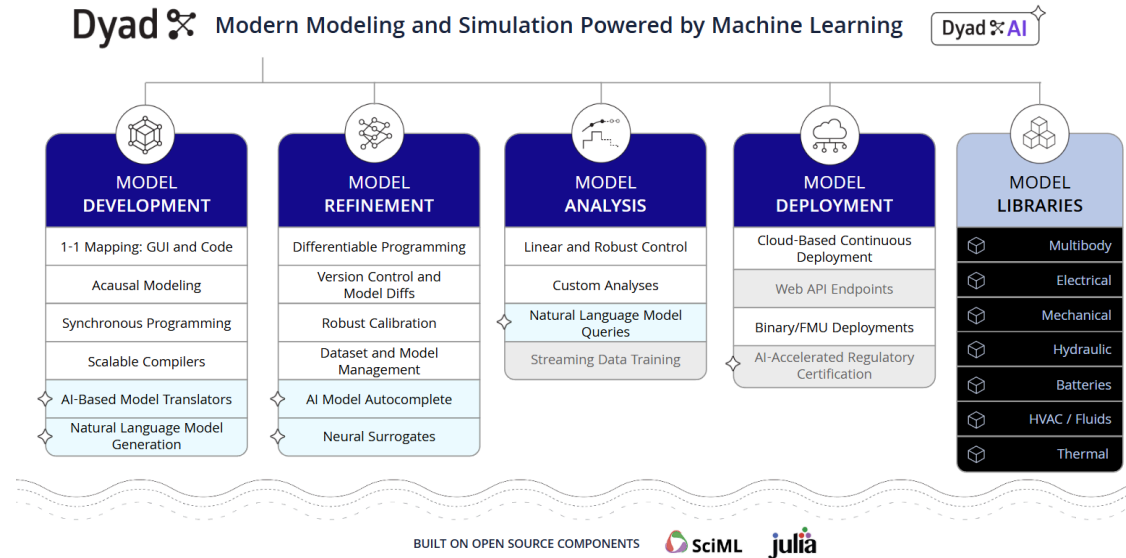 Dyad Modern Modeling and Simulation Powered by Machine Learning Dyad AI
MODEL
DEVELOPMENT
1-1 Mapping: GUI and Code
Acausal Modeling
Synchronous Programming
Scalable Compilers
AI-Based Model Translators
Natural Language Model
Generation
MODEL
REFINEMENT
Differentiable Programming
Version Control and
Model Diffs
Robust Calibration
Dataset and Model
Management
AI Model Autocomplete
Neural Surrogates
MODEL
ANALYSIS
Linear and Robust Control
Custom Analyses
Natural Language Model
Queries
Streaming Data Training
MODEL
DEPLOYMENT
Cloud-Based Continuous
Deployment
Web API Endpoints
Binary/FMU Deployments
AI-Accelerated Regulatory
Certification
MODEL
LIBRARIES
Multibody
Electrical
Mechanical
Hydraulic
Batteries
HVAC / Fluids
Thermal
BUILT ON OPEN SOURCE COMPONENTS SciML julia